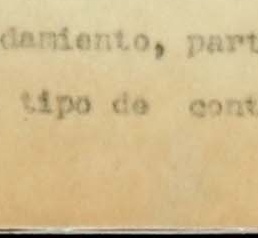 damiento, part
tipo de cont